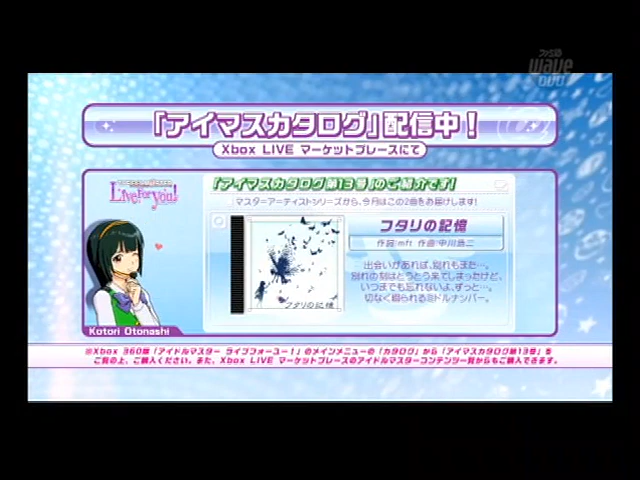 ファミ通
WAVE
DVD
「アイマスカタログ」配信中！
Xbox LIVE マーケットプレースにて
Live For you!
「アイマスカタログ第13号」のご紹介です！
マスターアーティストシリーズから、今月はこの2曲をお届けします！
フタリの記憶
作詞：mft 作曲：中川浩二
出会いがあれば、別れもまた…。
別れの刻はとうとう来てしまったけど、
いつまでも忘れないよ、ずっと…。
切なく綴られるミドルナンバー。
フタリの記憶
Kotori Otonashi
※Xbox 360版「アイドルマスター ライブフォーユー！」のメインメニューの「カタログ」から「アイマスカタログ第13号」を
ご覧の上、ご購入ください。また、Xbox LIVE マーケットプレースのアイドルマスターコンテンツ一覧からもご購入できます。